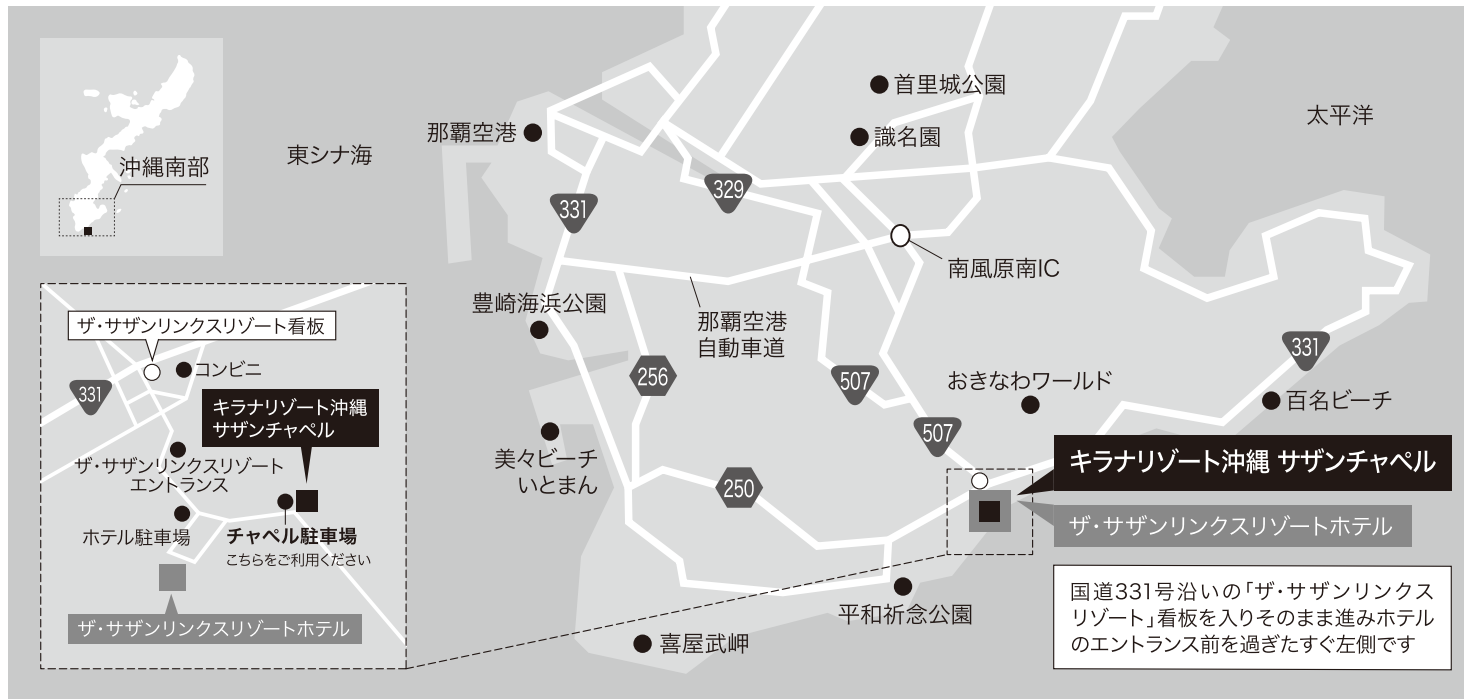 沖縄南部
東シナ海
太平洋
那覇空港
首里城公園
識名園
331
329
南風原南IC
豊崎海浜公園
那覇空港
自動車道
256
507
おきなわワールド
331
百名ビーチ
507
美々ビーチ
いとまん
250
キラナリゾート沖縄 サザンチャペル
ザ・サザンリンクスリゾートホテル
平和祈念公園
喜屋武岬
国道331号沿いの「ザ・サザンリンクス
リゾート」看板を入りそのまま進みホテル
のエントランス前を過ぎたすぐ左側です
ザ・サザンリンクスリゾート看板
コンビニ
331
キラナリゾート沖縄
サザンチャペル
ザ・サザンリンクスリゾート
エントランス
ホテル駐車場
チャペル駐車場
こちらをご利用ください
ザ・サザンリンクスリゾートホテル